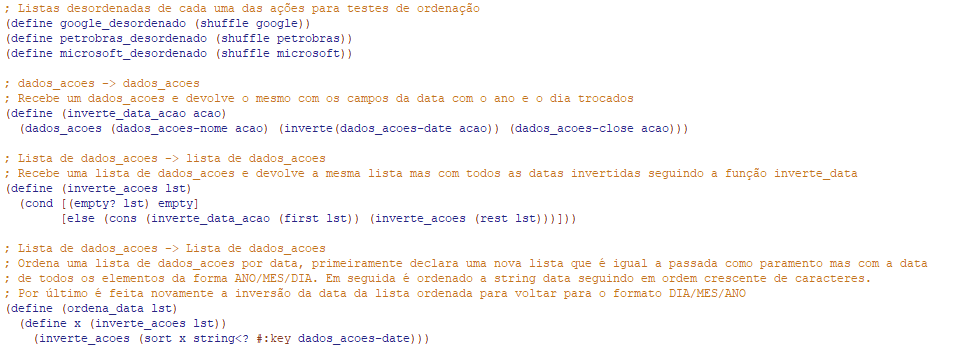 ; Listas desordenadas de cada uma das ações para testes de ordenação
(define google_desordenado (shuffle google))
(define petrobras_desordenado (shuffle petrobras))
(define microsoft_desordenado (shuffle microsoft))

; dados_acoes -> dados_acoes
; Recebe um dados_acoes e devolve o mesmo com os campos da data com o ano e o dia trocados
(define (inverte_data_acao acao)
  (dados_acoes (dados_acoes-nome acao) (inverte(dados_acoes-date acao)) (dados_acoes-close acao)))

; Lista de dados_acoes -> lista de dados_acoes
; Recebe uma lista de dados_acoes e devolve a mesma lista mas com todos as datas invertidas seguindo a função inverte_data
(define (inverte_acoes lst)
  (cond [(empty? lst) empty]
        [else (cons (inverte_data_acao (first lst)) (inverte_acoes (rest lst)))]))

; Lista de dados_acoes -> Lista de dados_acoes
; Ordena uma lista de dados_acoes por data, primeiramente declara uma nova lista que é igual a passada como paramento mas com a data
; de todos os elementos da forma ANO/MES/DIA. Em seguida é ordenado a string data seguindo em ordem crescente de caracteres.
; Por último é feita novamente a inversão da data da lista ordenada para voltar para o formato DIA/MES/ANO
(define (ordena_data lst)
  (define x (inverte_acoes lst))
    (inverte_acoes (sort x string<? #:key dados_acoes-date)))